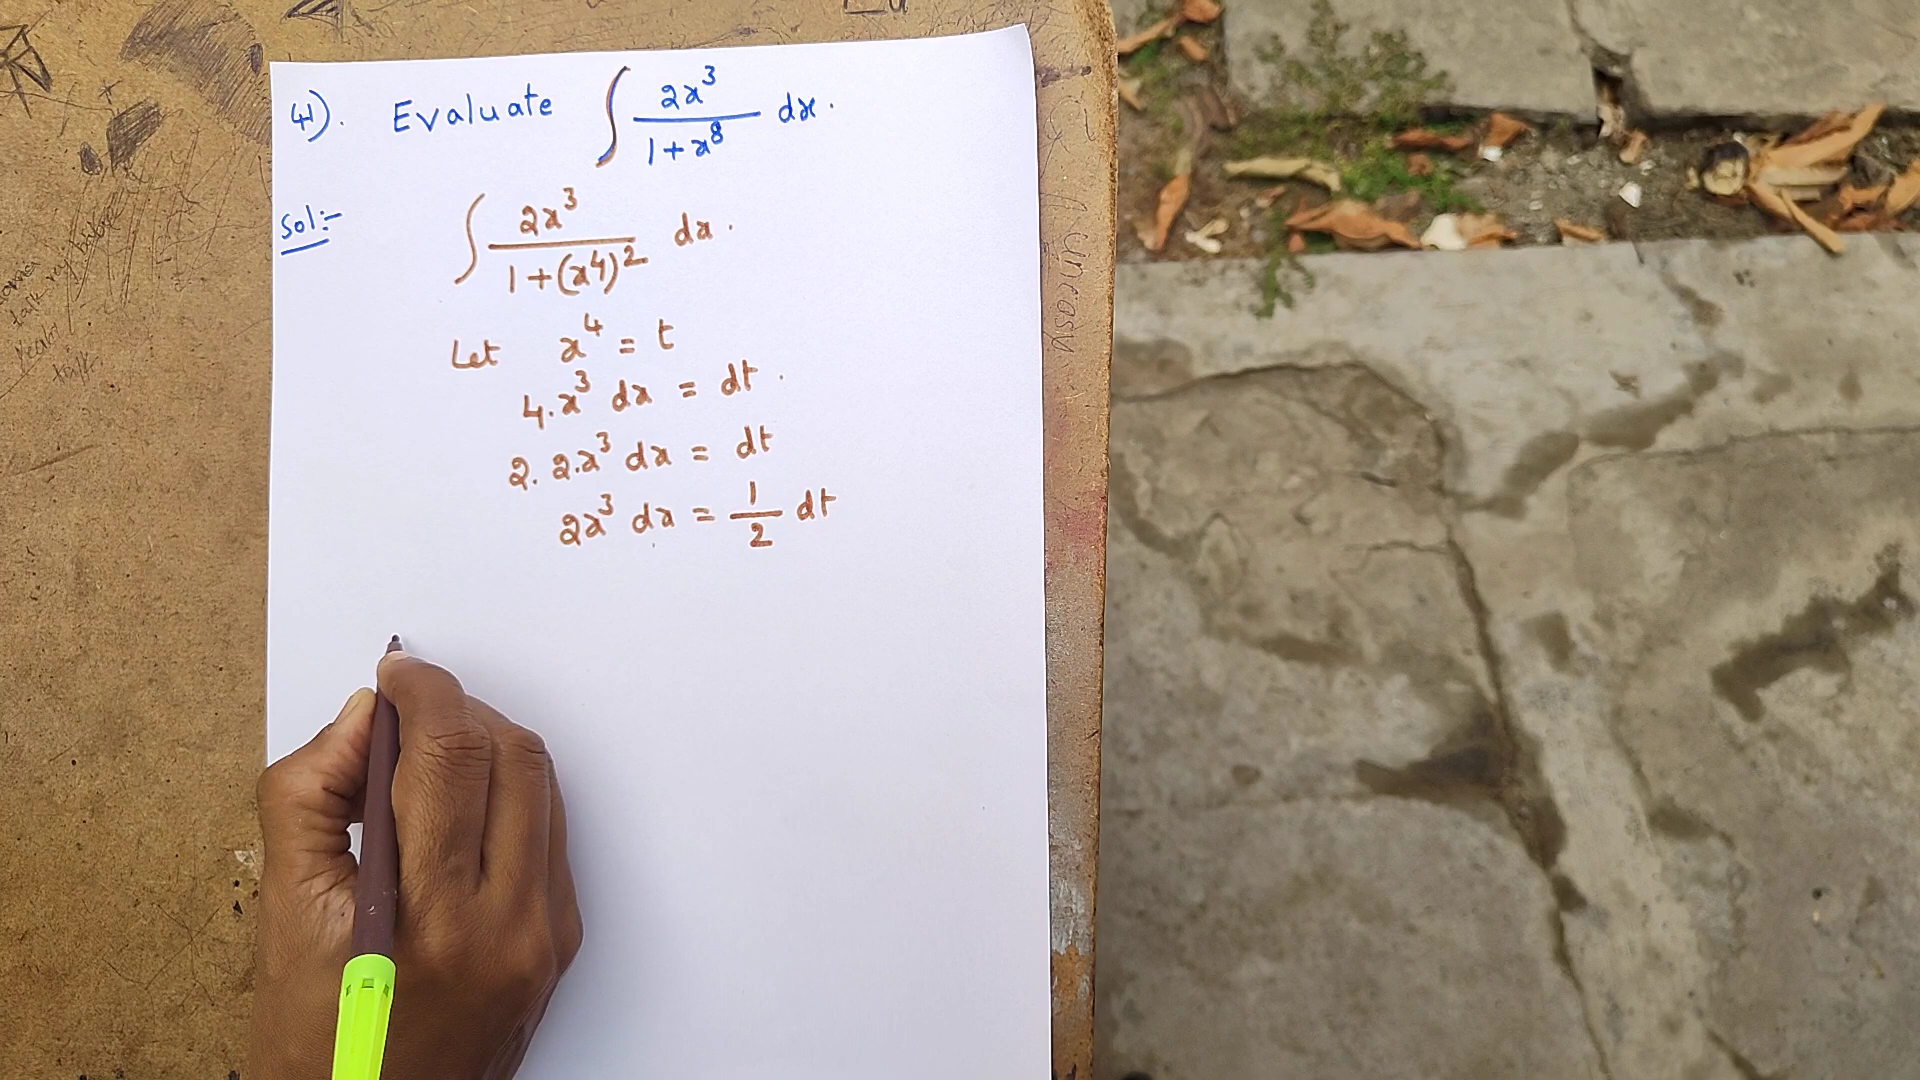 4). Evaluate ∫ 2x³/(1+x⁸) dx.
Sol:- ∫ 2x³/(1+(x⁴)²) dx.
Let x⁴ = t
4.x³ dx = dt.
2. 2.x³ dx = dt
2x³ dx = 1/2 dt